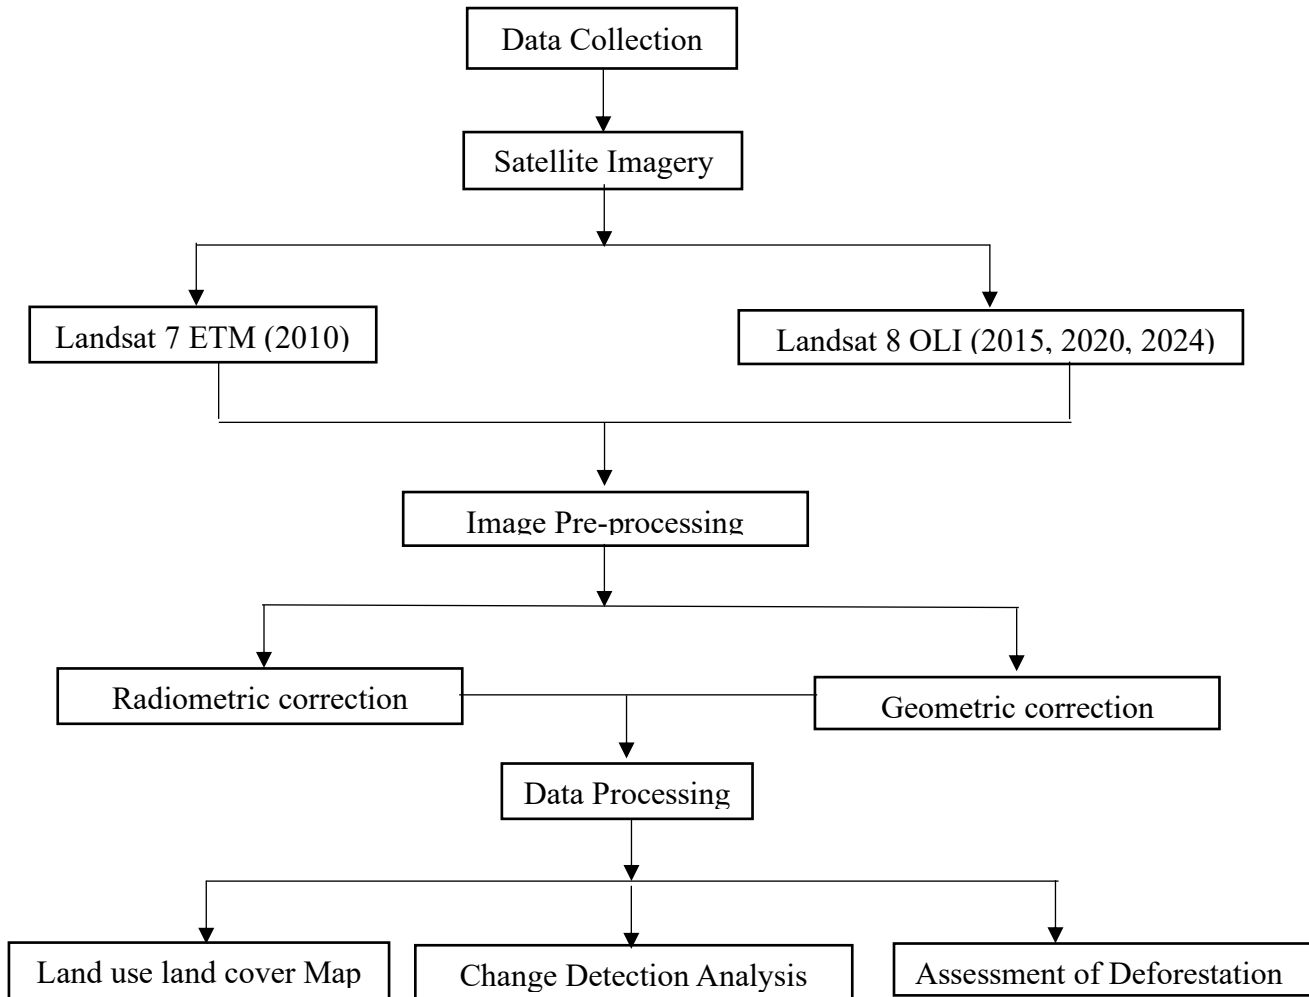 Data Collection
Satellite Imagery
Landsat 7 ETM (2010)
Landsat 8 OLI (2015, 2020, 2024)
Image Pre-processing
Radiometric correction
Geometric correction
Data Processing
Land use land cover Map
Change Detection Analysis
Assessment of Deforestation